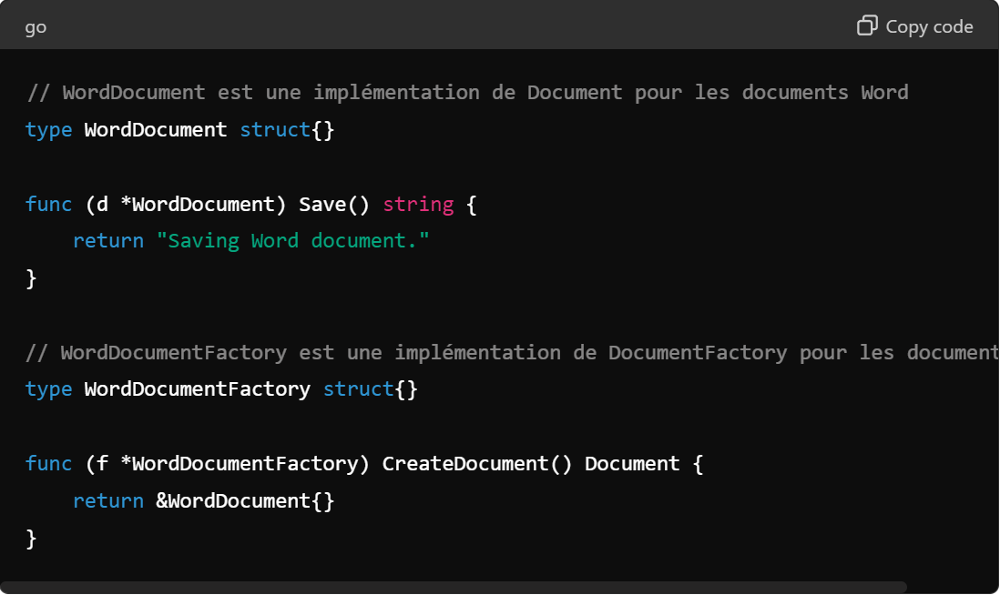 go
Copy code
// WordDocument est une implémentation de Document pour les documents Word
type WordDocument struct{}
func (d *WordDocument) Save() string {
    return "Saving Word document."
}
// WordDocumentFactory est une implémentation de DocumentFactory pour les document
type WordDocumentFactory struct{}
func (f *WordDocumentFactory) CreateDocument() Document {
    return &WordDocument{}
}